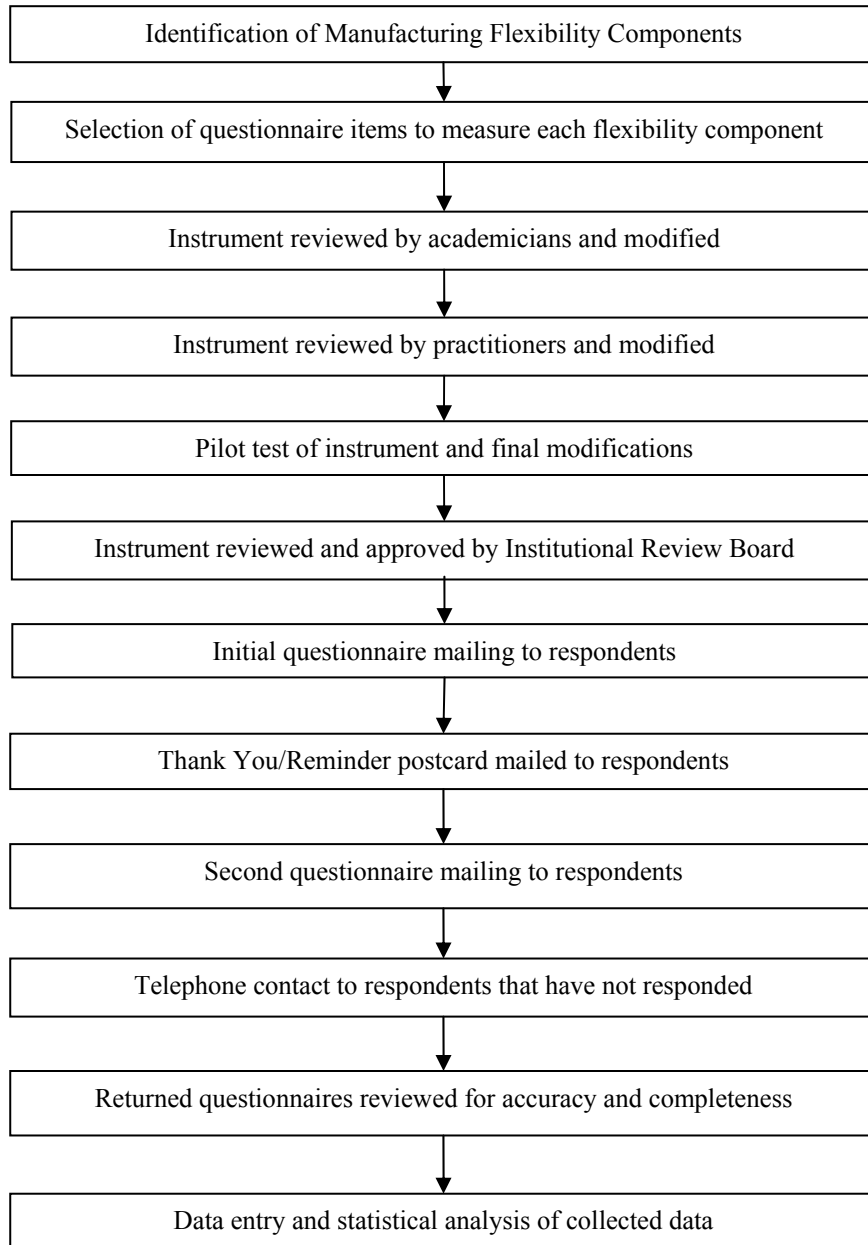 Identification of Manufacturing Flexibility Components
Selection of questionnaire items to measure each flexibility component
Instrument reviewed by academicians and modified
Instrument reviewed by practitioners and modified
Pilot test of instrument and final modifications
Instrument reviewed and approved by Institutional Review Board
Initial questionnaire mailing to respondents
Thank You/Reminder postcard mailed to respondents
Second questionnaire mailing to respondents
Telephone contact to respondents that have not responded
Returned questionnaires reviewed for accuracy and completeness
Data entry and statistical analysis of collected data